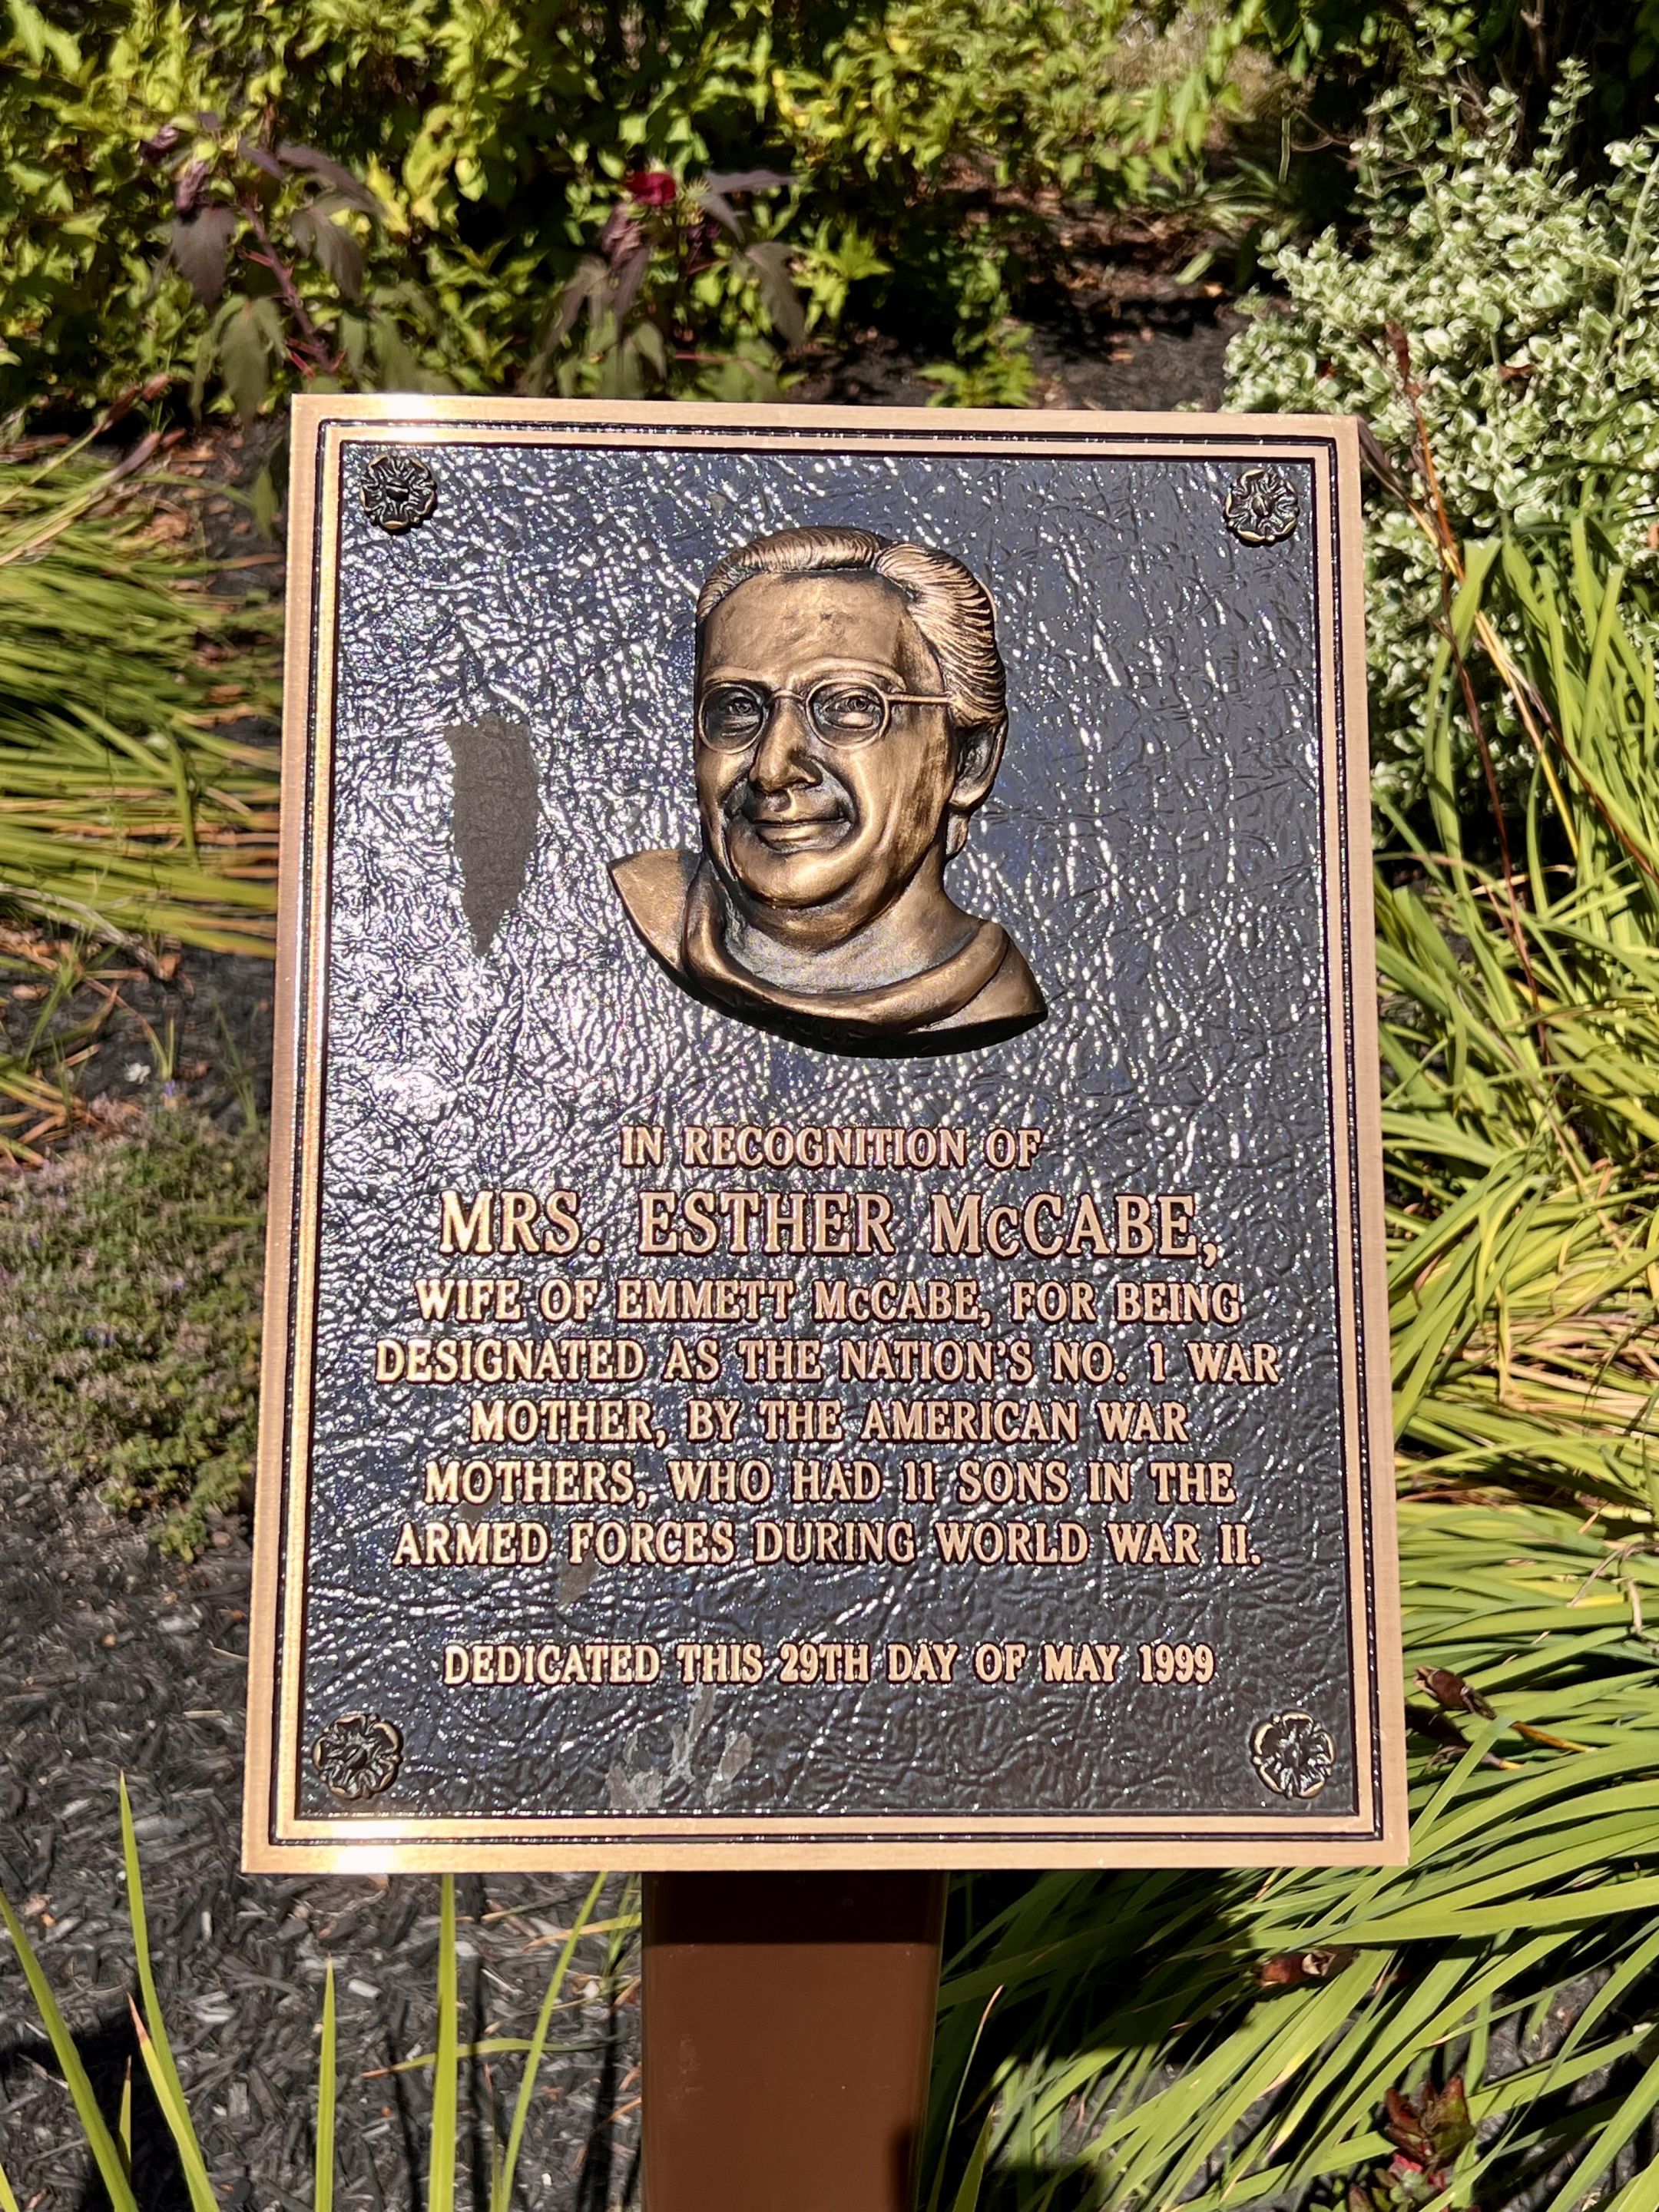 IN RECOGNITION OF
MRS. ESTHER McCABE,
WIFE OF EMMETT McCABE, FOR BEING
DESIGNATED AS THE NATION'S NO. 1 WAR
MOTHER, BY THE AMERICAN WAR
MOTHERS, WHO HAD 11 SONS IN THE
ARMED FORCES DURING WORLD WAR II.
DEDICATED THIS 29TH DAY OF MAY 1999